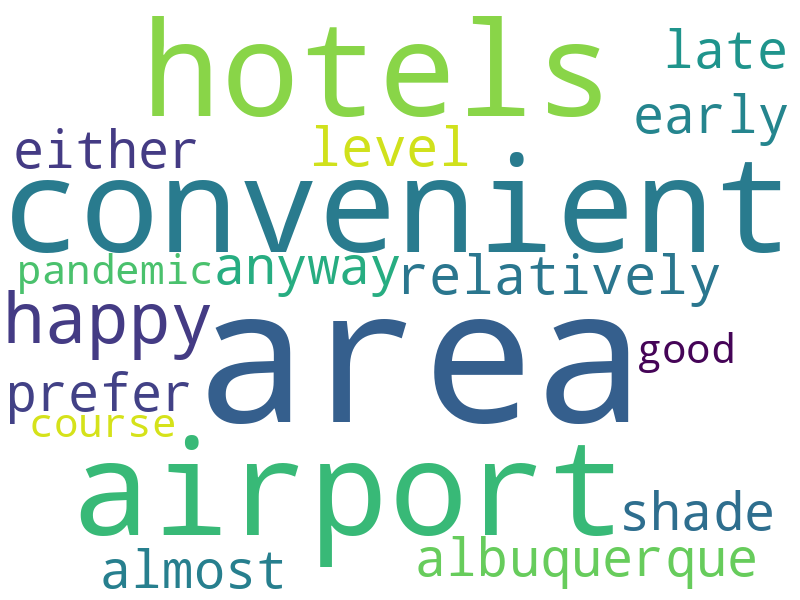 hotels
late
early
either
level
convenient
pandemic
anyway
relatively
happy
area
good
prefer
course
airport
shade
almost
albuquerque